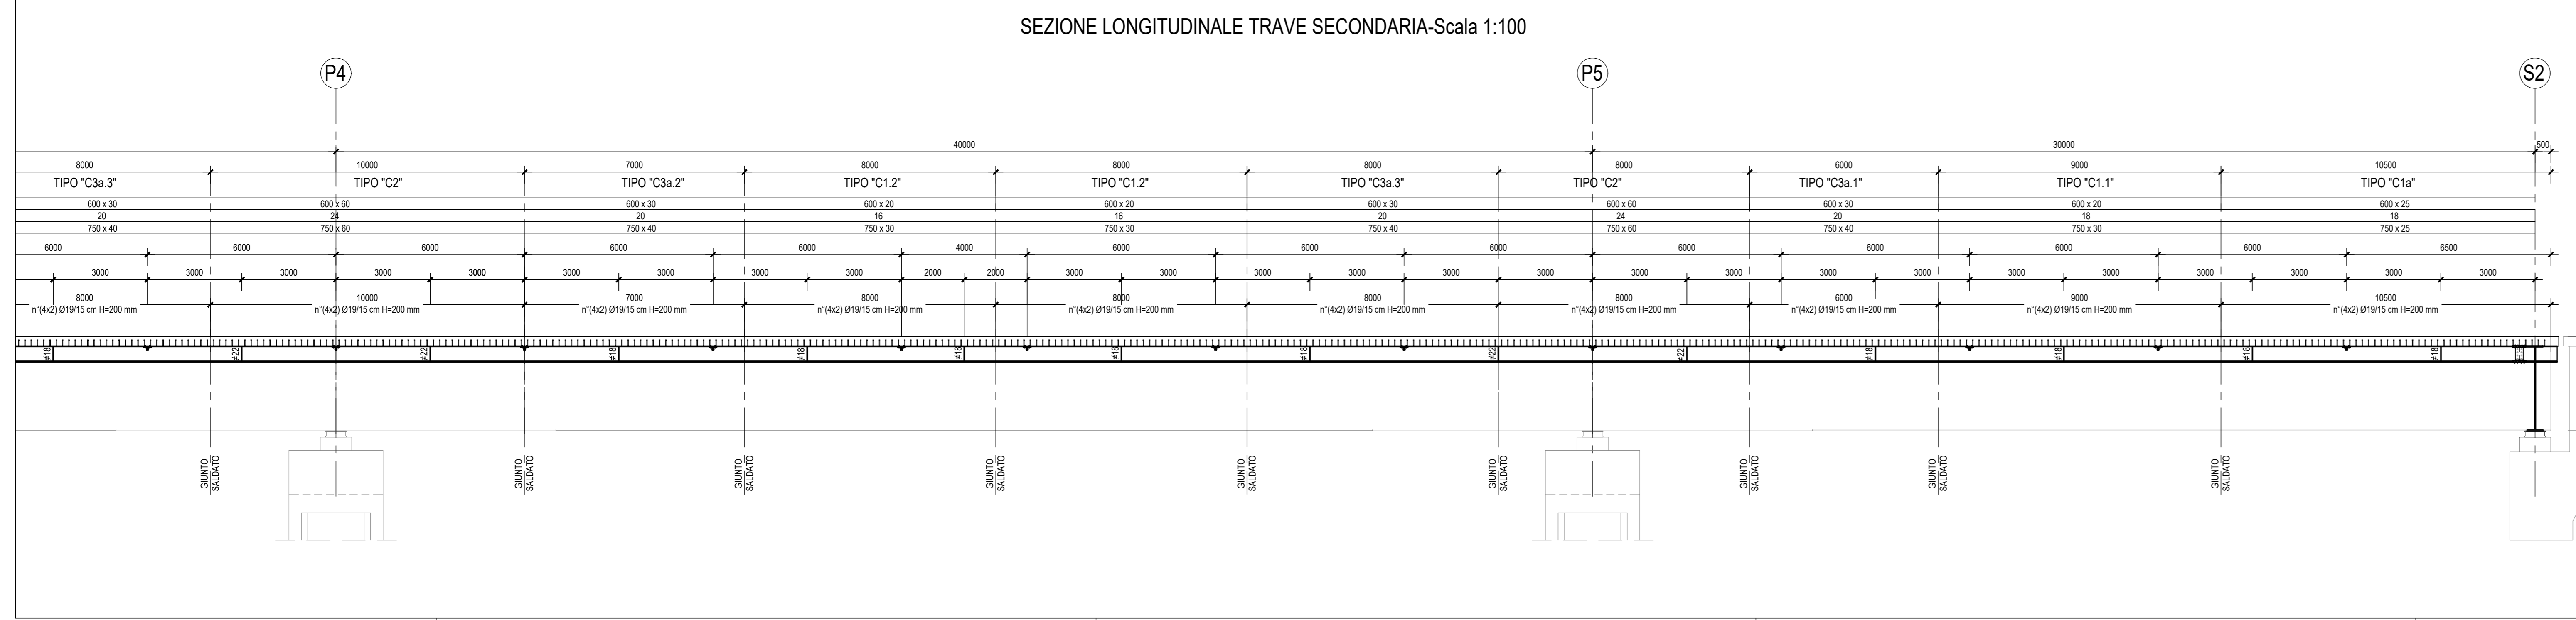 SEZIONE LONGITUDINALE TRAVE SECONDARIA-Scala 1:100
P4 P5 S2
40000 30000 500
8000 10000 7000 8000 8000 8000 8000 6000 9000 10500
TIPO "C3a.3" TIPO "C2" TIPO "C3a.2" TIPO "C1.2" TIPO "C1.2" TIPO "C3a.3" TIPO "C2" TIPO "C3a.1" TIPO "C1.1" TIPO "C1a"
600 x 30 600 x 60 600 x 30 600 x 20 600 x 20 600 x 30 600 x 60 600 x 30 600 x 20 600 x 25
20 24 20 16 16 20 24 20 18 18
750 x 40 750 x 60 750 x 40 750 x 30 750 x 30 750 x 40 750 x 60 750 x 40 750 x 30 750 x 25
6000 6000 6000 6000 6000 4000 6000 6000 6000 6000 6000 6000 6000 6500
3000 3000 3000 3000 3000 3000 3000 3000 3000 2000 2000 3000 3000 3000 3000 3000 3000 3000 3000 3000 3000 3000 3000 3000 3000 3000 3000
8000 10000 7000 8000 8000 8000 8000 6000 9000 10500
n°(4x2) Ø19/15 cm H=200 mm n°(4x2) Ø19/15 cm H=200 mm n°(4x2) Ø19/15 cm H=200 mm n°(4x2) Ø19/15 cm H=200 mm n°(4x2) Ø19/15 cm H=200 mm n°(4x2) Ø19/15 cm H=200 mm n°(4x2) Ø19/15 cm H=200 mm n°(4x2) Ø19/15 cm H=200 mm n°(4x2) Ø19/15 cm H=200 mm n°(4x2) Ø19/15 cm H=200 mm
≠18 ≠22 ≠22 ≠18 ≠18 ≠18 ≠18 ≠18 ≠22 ≠22 ≠18 ≠18 ≠18 ≠18
GIUNTO
SALDATO
GIUNTO
SALDATO
GIUNTO
SALDATO
GIUNTO
SALDATO
GIUNTO
SALDATO
GIUNTO
SALDATO
GIUNTO
SALDATO
GIUNTO
SALDATO
GIUNTO
SALDATO